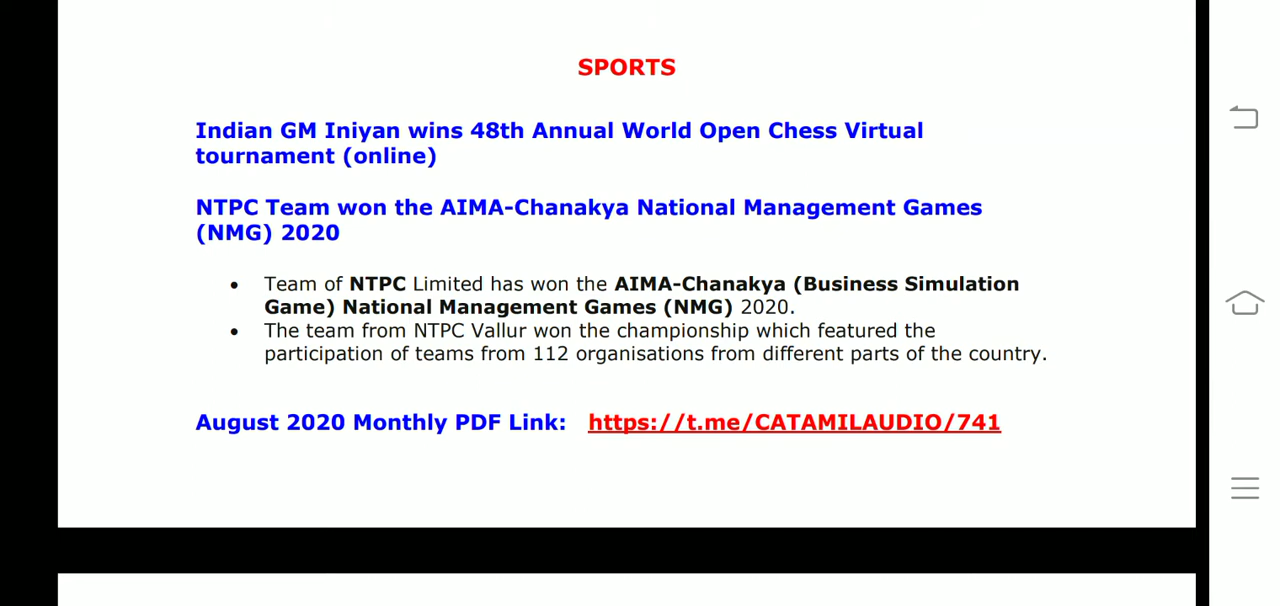 SPORTS
Indian GM Iniyan wins 48th Annual World Open Chess Virtual
tournament (online)
NTPC Team won the AIMA-Chanakya National Management Games
(NMG) 2020
• Team of NTPC Limited has won the AIMA-Chanakya (Business Simulation
Game) National Management Games (NMG) 2020.
• The team from NTPC Vallur won the championship which featured the
participation of teams from 112 organisations from different parts of the country.
August 2020 Monthly PDF Link: https://t.me/CATAMILAUDIO/741